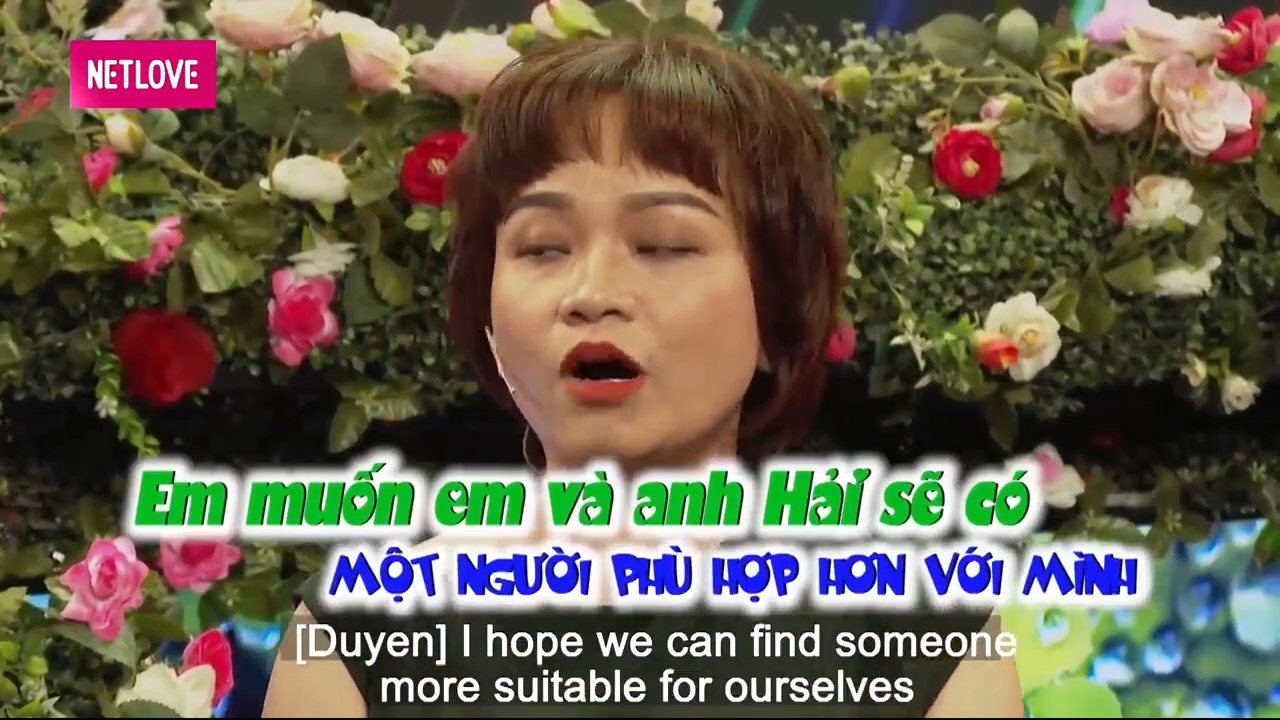 NETLOVE
Em muốn em và anh Hải sẽ có
MỘT NGƯỜI PHÙ HỢP HƠN VỚI MÌNH
[Duyen] I hope we can find someone
more suitable for ourselves